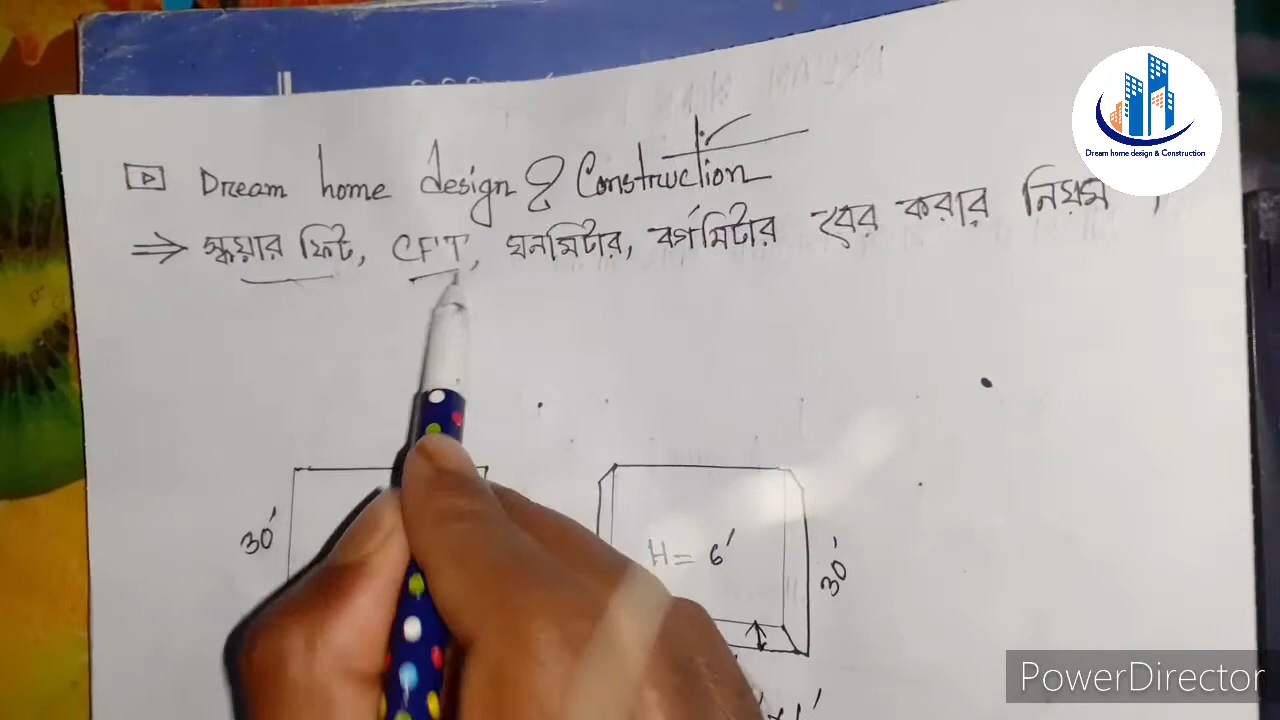 Dream home design & Construction
Dream home design & Construction
⇒ স্কয়ার ফিট, CFT, ঘনমিটার, বর্গমিটার বের করার নিয়ম ।
30'
H = 6'
30'
PowerDirector